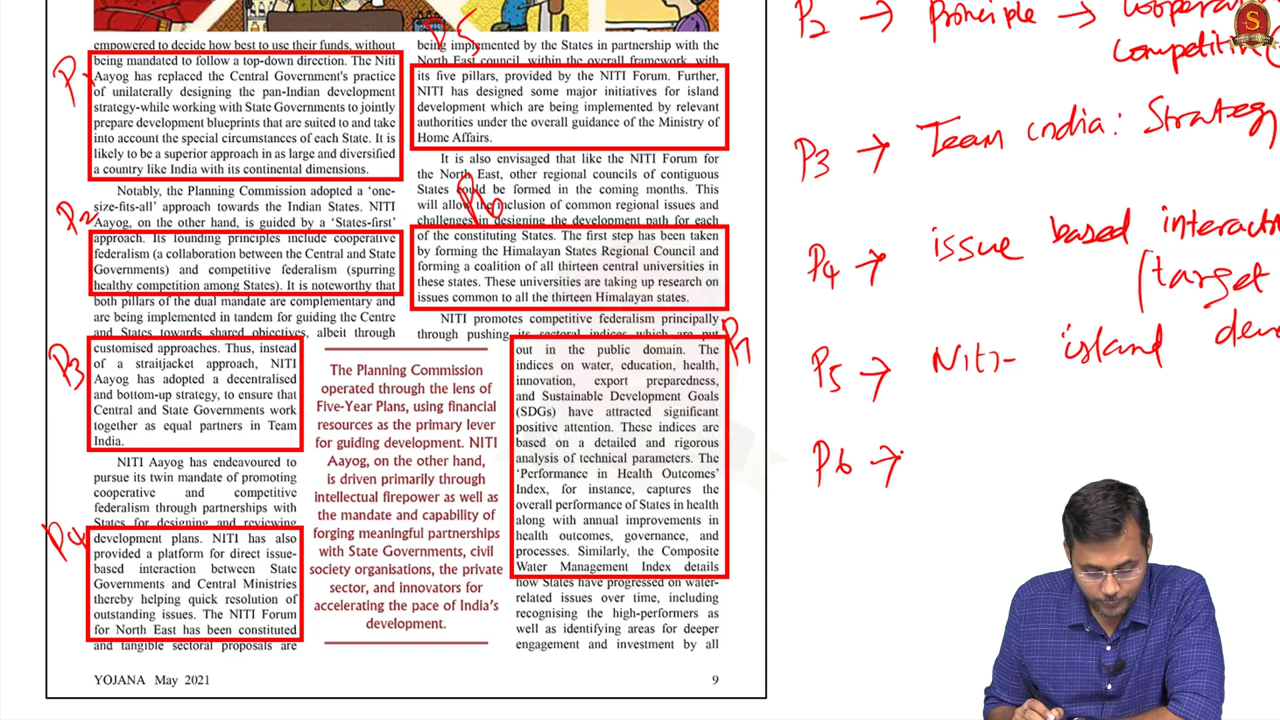 empowered to decide how best to use their funds, without
being mandated to follow a top-down direction. The Niti
Aayog has replaced the Central Government's practice
of unilaterally designing the pan-Indian development
strategy-while working with State Governments to jointly
prepare development blueprints that are suited to and take
into account the special circumstances of each State. It is
likely to be a superior approach in as large and diversified
a country like India with its continental dimensions.
Notably, the Planning Commission adopted a 'one-
size-fits-all' approach towards the Indian States. NITI
Aayog, on the other hand, is guided by a 'States-first'
approach. Its founding principles include cooperative
federalism (a collaboration between the Central and State
Governments) and competitive federalism (spurring
healthy competition among States). It is noteworthy that
both pillars of the dual mandate are complementary and
are being implemented in tandem for guiding the Centre
and States towards shared objectives, albeit through
customised approaches. Thus, instead
of a straitjacket approach, NITI
Aayog has adopted a decentralised
and bottom-up strategy, to ensure that
Central and State Governments work
together as equal partners in Team
India.
NITI Aayog has endeavoured to
pursue its twin mandate of promoting
cooperative and competitive
federalism through partnerships with
States for designing and reviewing
development plans. NITI has also
provided a platform for direct issue-
based interaction between State
Governments and Central Ministries
thereby helping quick resolution of
outstanding issues. The NITI Forum
for North East has been constituted
and tangible sectoral proposals are
The Planning Commission
operated through the lens of
Five-Year Plans, using financial
resources as the primary lever
for guiding development. NITI
Aayog, on the other hand,
is driven primarily through
intellectual firepower as well as
the mandate and capability of
forging meaningful partnerships
with State Governments, civil
society organisations, the private
sector, and innovators for
accelerating the pace of India's
development.
being implemented by the States in partnership with the
North East council, within the overall framework, with
its five pillars, provided by the NITI Forum. Further,
NITI has designed some major initiatives for island
development which are being implemented by relevant
authorities under the overall guidance of the Ministry of
Home Affairs.
It is also envisaged that like the NITI Forum for
the North East, other regional councils of contiguous
States could be formed in the coming months. This
will allow the inclusion of common regional issues and
challenges in designing the development path for each
of the constituting States. The first step has been taken
by forming the Himalayan States Regional Council and
forming a coalition of all thirteen central universities in
these states. These universities are taking up research on
issues common to all the thirteen Himalayan states.
NITI promotes competitive federalism principally
through pushing its sectoral indices which are put
out in the public domain. The
indices on water, education, health,
innovation, export preparedness,
and Sustainable Development Goals
(SDGs) have attracted significant
positive attention. These indices are
based on a detailed and rigorous
analysis of technical parameters. The
'Performance in Health Outcomes'
Index, for instance, captures the
overall performance of States in health
along with annual improvements in
health outcomes, governance, and
processes. Similarly, the Composite
Water Management Index details
how States have progressed on water-
related issues over time, including
recognising the high-performers as
well as identifying areas for deeper
engagement and investment by all
YOJANA May 2021
9
P1
P2
P3
P4
P5
P6
P7
P2 → Principle →
P3 → Team India: Strategy
P4 → issue based
(target
P5 → Niti- island
P6 →
S